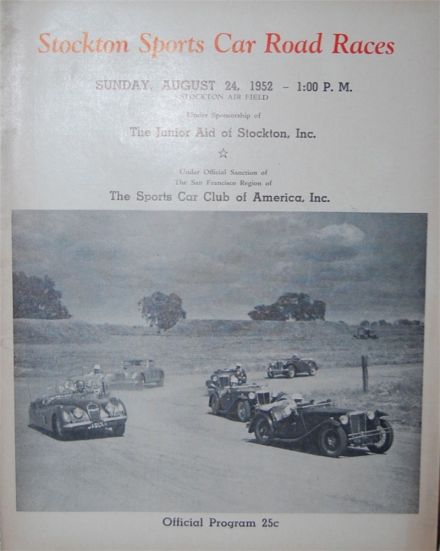 Stockton Sports Car Road Races
SUNDAY, AUGUST 24, 1952 - 1:00 P. M.
STOCKTON AIR FIELD
Under Sponsorship of
The Junior Aid of Stockton, Inc.
Under Official Sanction of
The San Francisco Region of
The Sports Car Club of America, Inc.
Official Program 25c